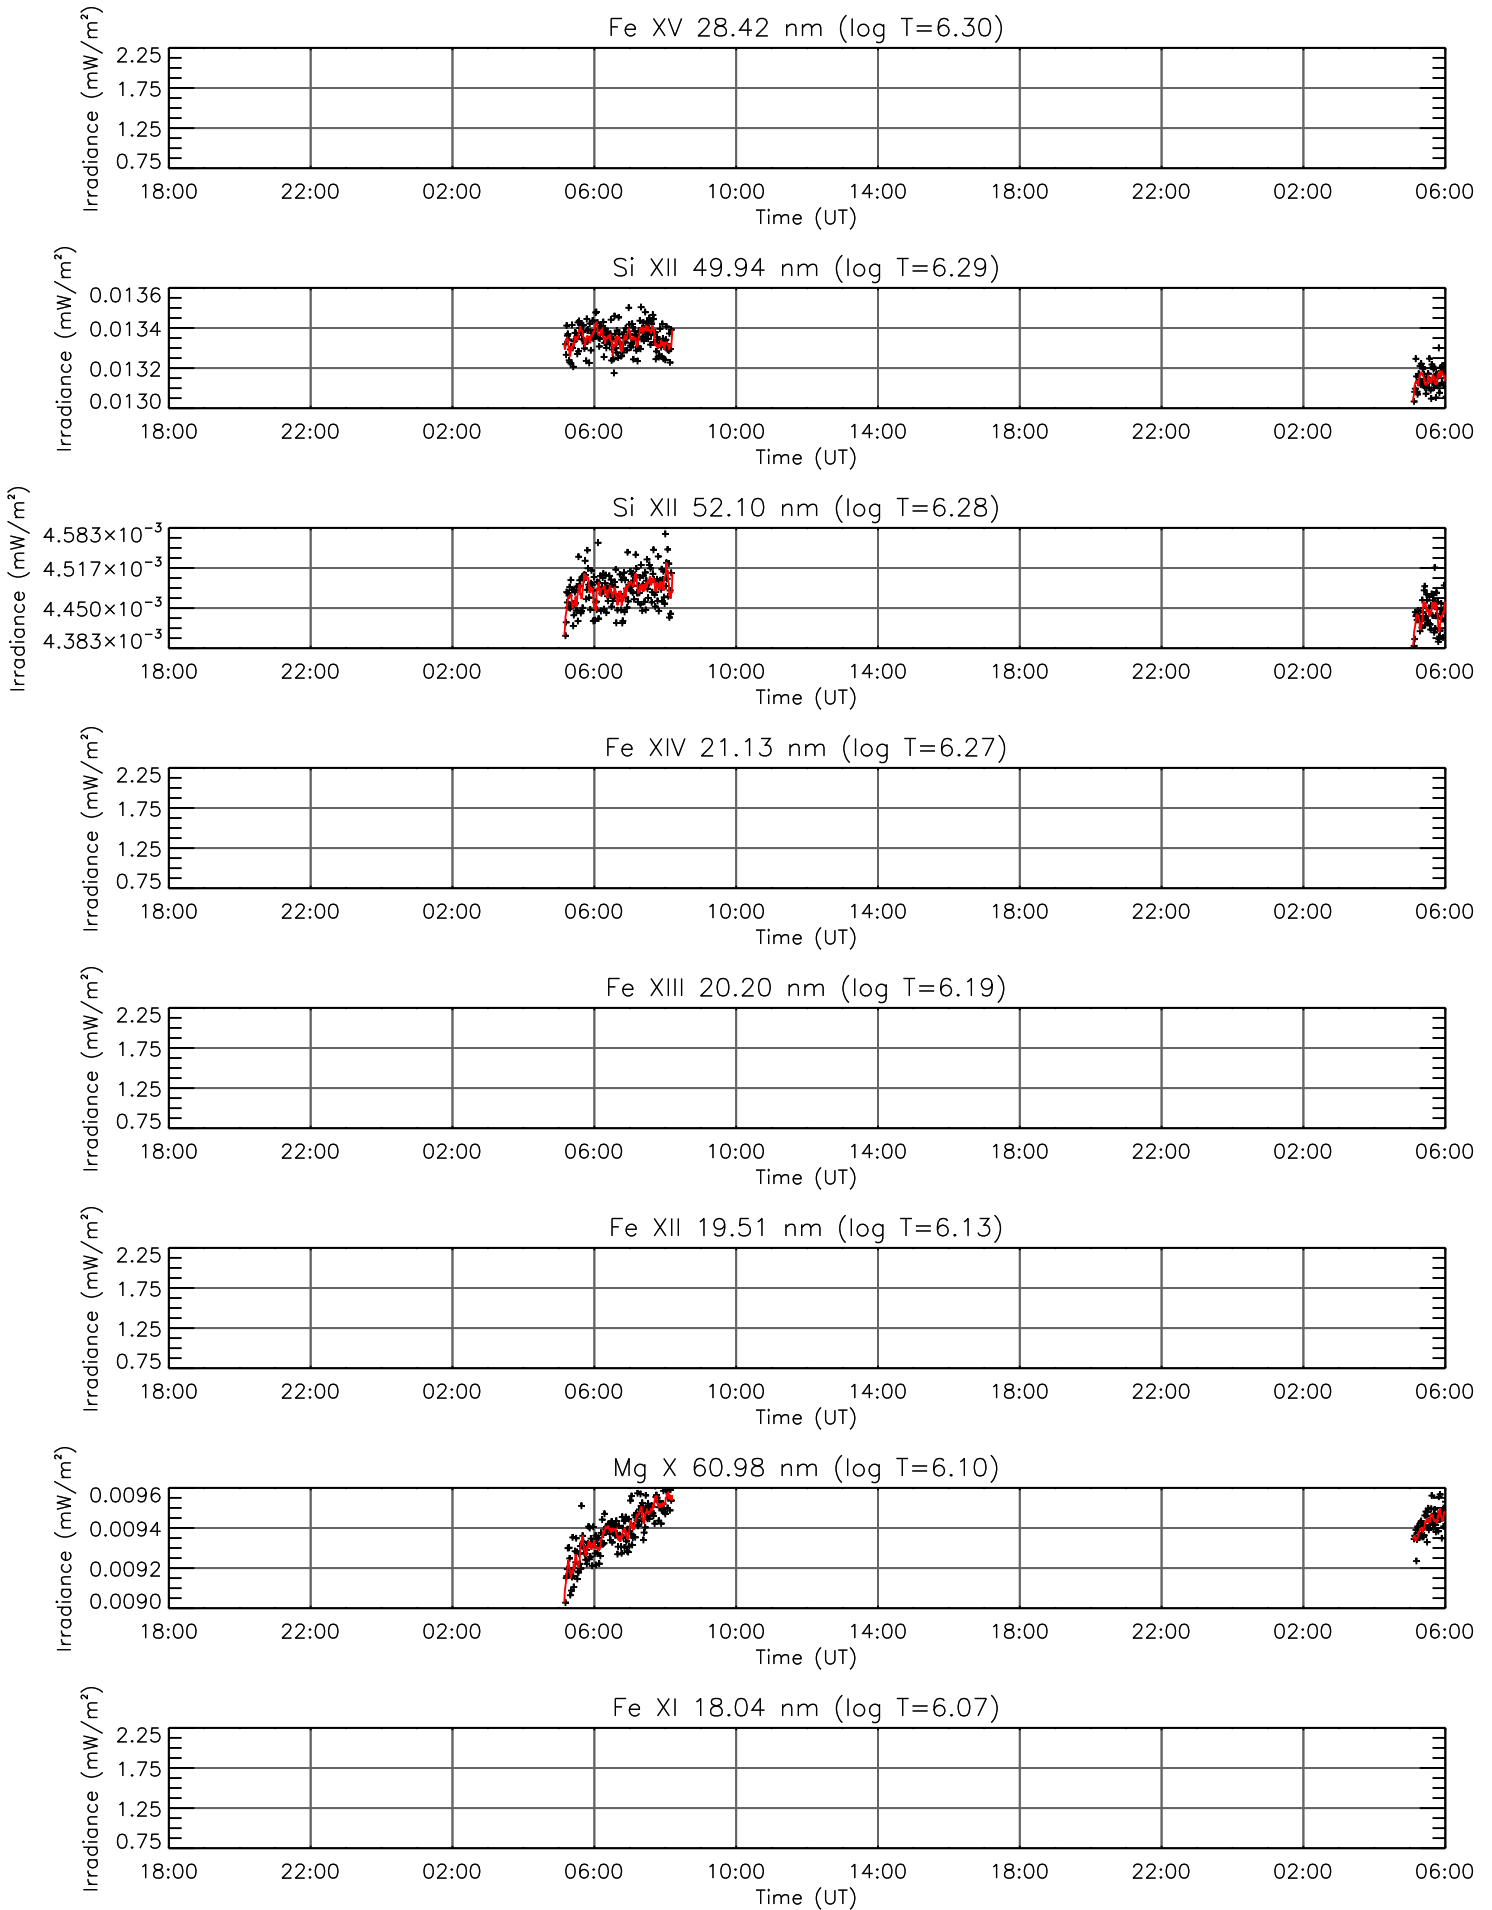 Fe XV 28.42 nm (log T=6.30)
Irradiance (mW/m²)
2.25
1.75
1.25
0.75
18:00 22:00 02:00 06:00 10:00 14:00 18:00 22:00 02:00 06:00
Time (UT)
Si XII 49.94 nm (log T=6.29)
Irradiance (mW/m²)
0.0136
0.0134
0.0132
0.0130
18:00 22:00 02:00 06:00 10:00 14:00 18:00 22:00 02:00 06:00
Time (UT)
Si XII 52.10 nm (log T=6.28)
Irradiance (mW/m²)
4.583×10⁻³
4.517×10⁻³
4.450×10⁻³
4.383×10⁻³
18:00 22:00 02:00 06:00 10:00 14:00 18:00 22:00 02:00 06:00
Time (UT)
Fe XIV 21.13 nm (log T=6.27)
Irradiance (mW/m²)
2.25
1.75
1.25
0.75
18:00 22:00 02:00 06:00 10:00 14:00 18:00 22:00 02:00 06:00
Time (UT)
Fe XIII 20.20 nm (log T=6.19)
Irradiance (mW/m²)
2.25
1.75
1.25
0.75
18:00 22:00 02:00 06:00 10:00 14:00 18:00 22:00 02:00 06:00
Time (UT)
Fe XII 19.51 nm (log T=6.13)
Irradiance (mW/m²)
2.25
1.75
1.25
0.75
18:00 22:00 02:00 06:00 10:00 14:00 18:00 22:00 02:00 06:00
Time (UT)
Mg X 60.98 nm (log T=6.10)
Irradiance (mW/m²)
0.0096
0.0094
0.0092
0.0090
18:00 22:00 02:00 06:00 10:00 14:00 18:00 22:00 02:00 06:00
Time (UT)
Fe XI 18.04 nm (log T=6.07)
Irradiance (mW/m²)
2.25
1.75
1.25
0.75
18:00 22:00 02:00 06:00 10:00 14:00 18:00 22:00 02:00 06:00
Time (UT)